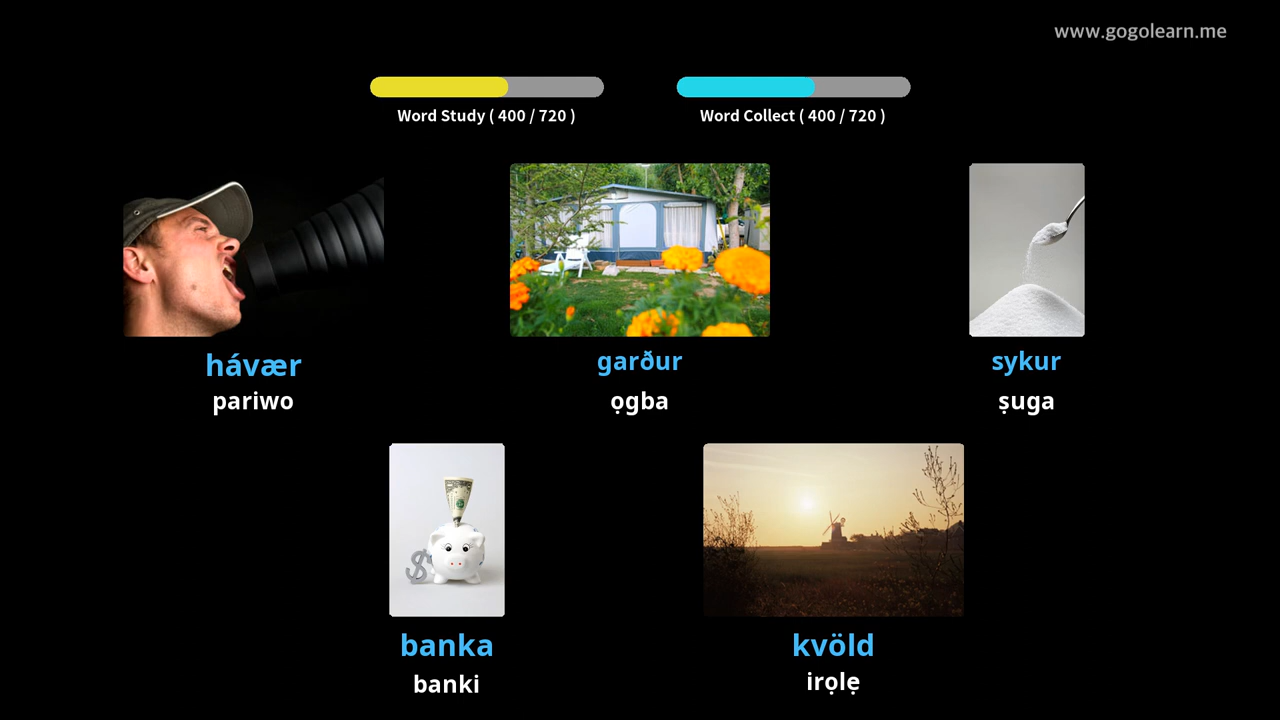 www.gogolearn.me
Word Study ( 400 / 720 )
Word Collect ( 400 / 720 )
hávær
pariwo
garður
ọgba
sykur
ṣuga
banka
banki
kvöld
irọlẹ